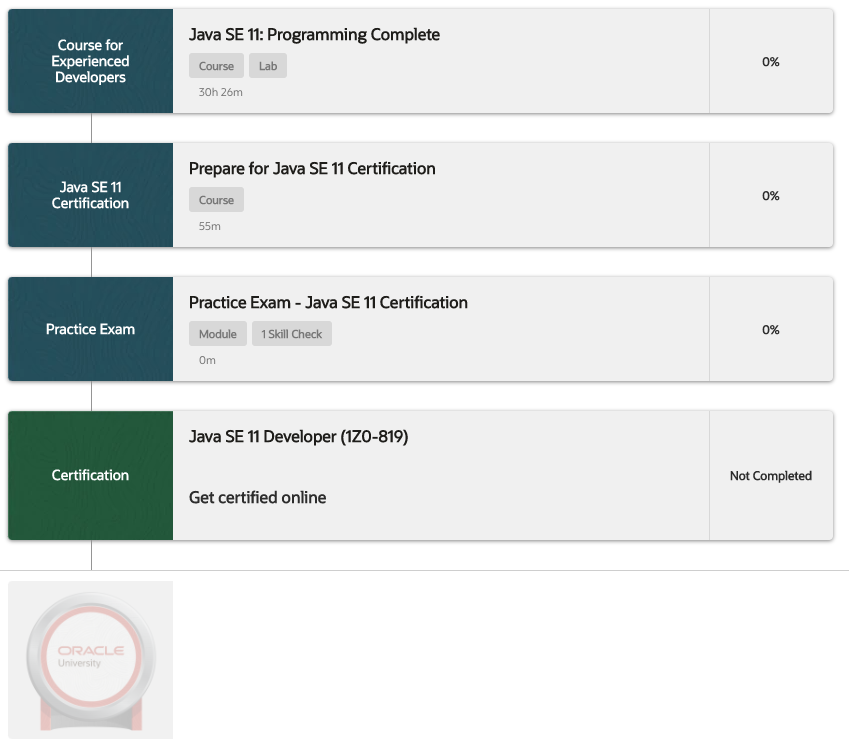 Course for
Experienced
Developers
Java SE 11: Programming Complete
Course
Lab
30h 26m
0%
Java SE 11
Certification
Prepare for Java SE 11 Certification
Course
55m
0%
Practice Exam
Practice Exam - Java SE 11 Certification
Module
1 Skill Check
0m
0%
Certification
Java SE 11 Developer (1Z0-819)
Get certified online
Not Completed
ORACLE
University